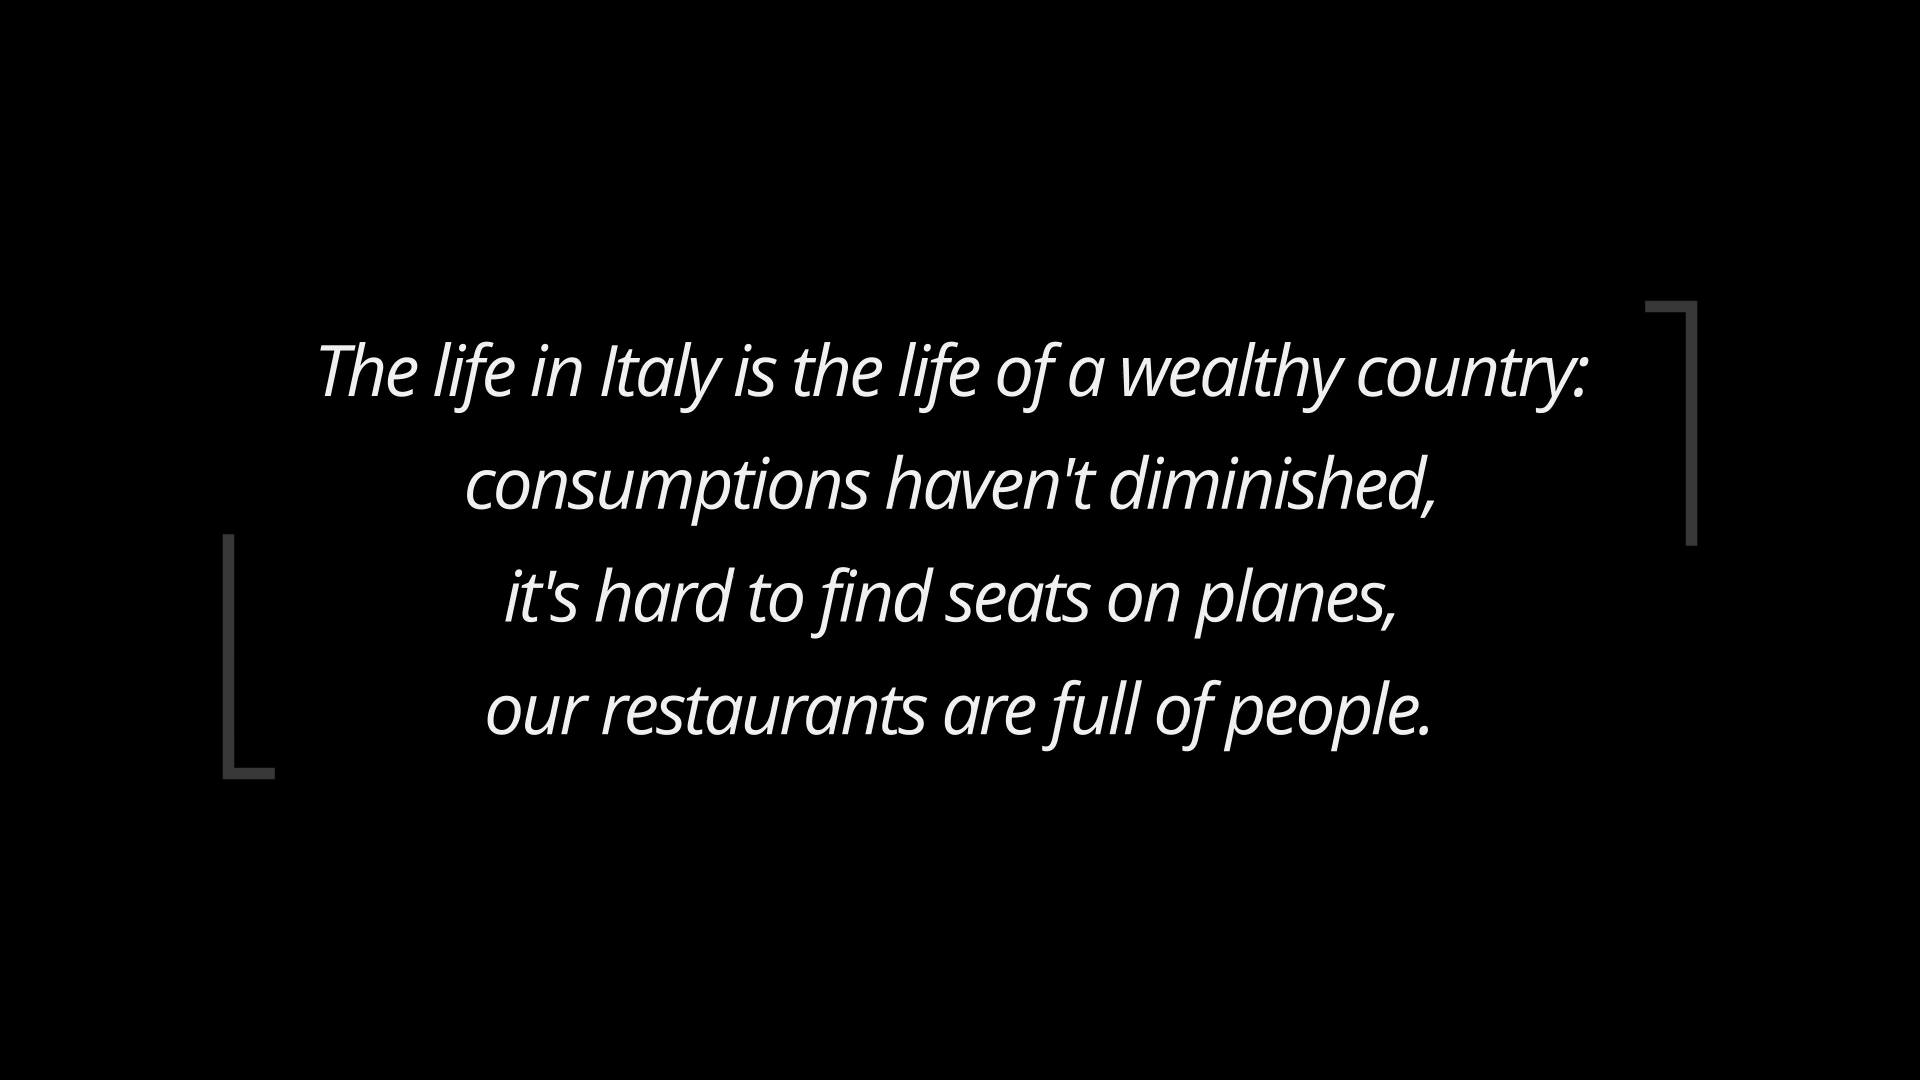 The life in Italy is the life of a wealthy country:
consumptions haven't diminished,
it's hard to find seats on planes,
our restaurants are full of people.